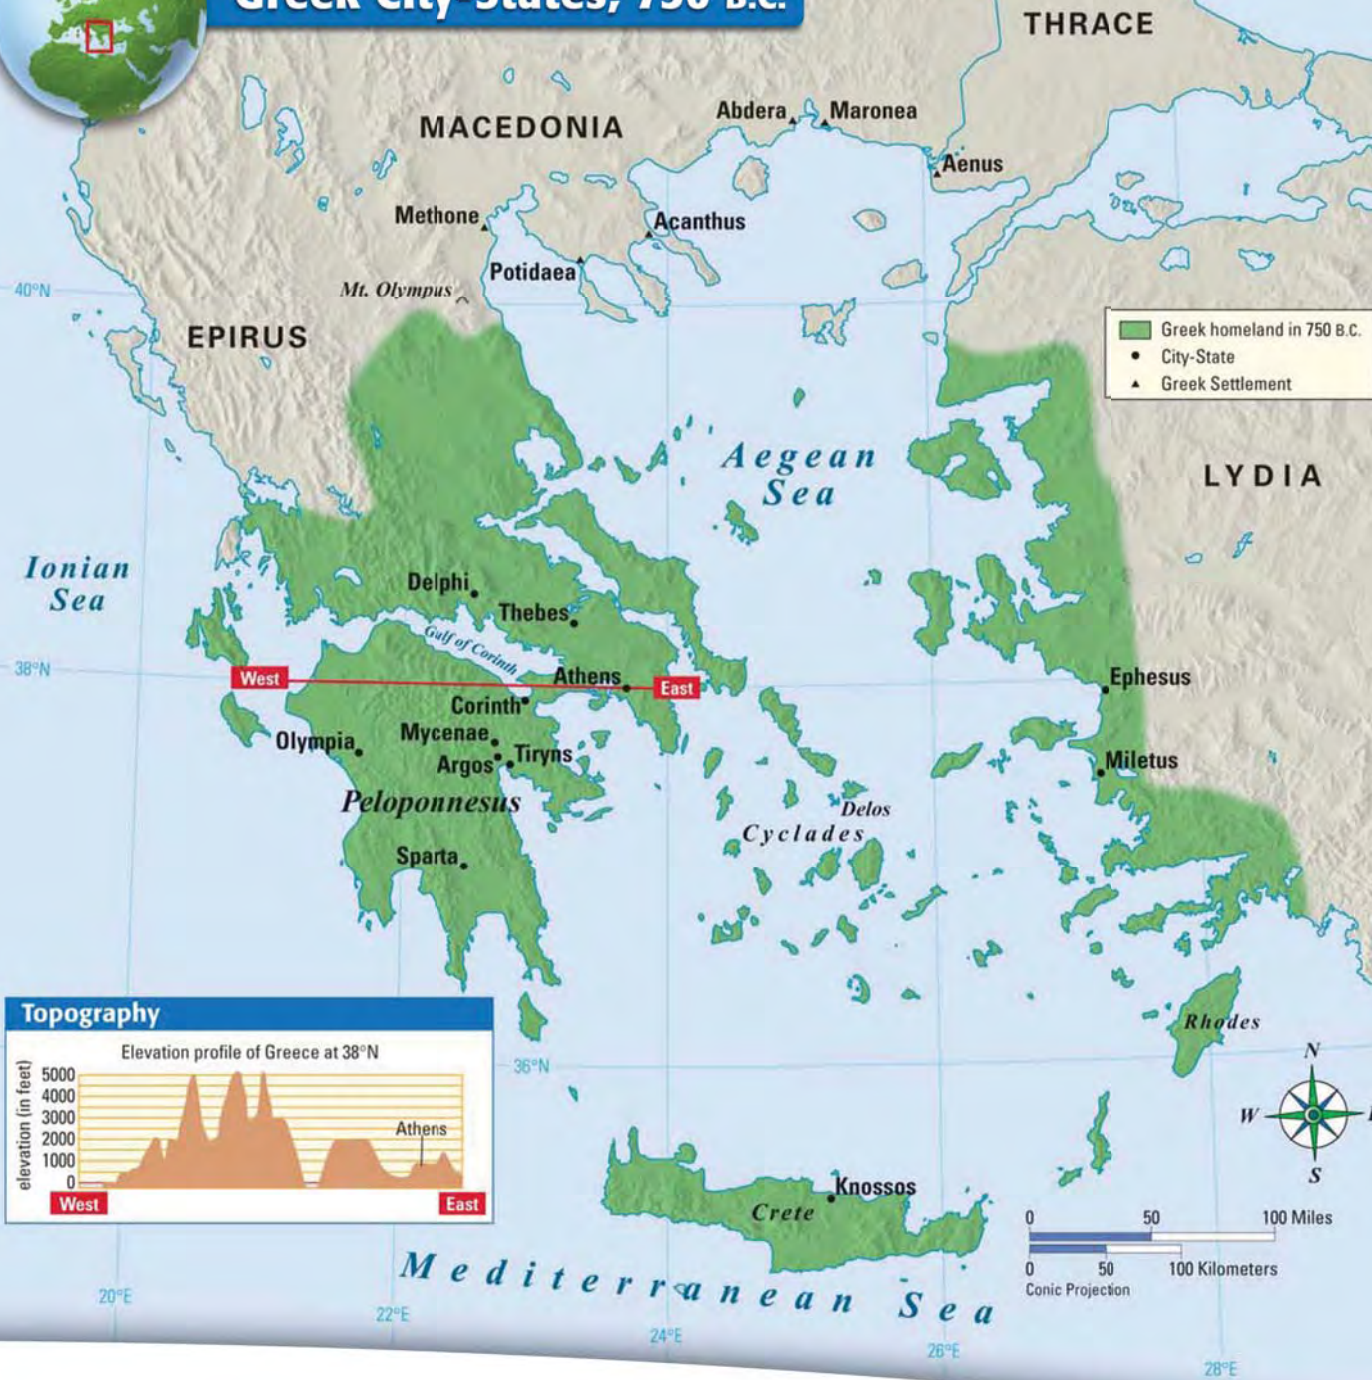 Greek City-States, 750 B.C.
THRACE
MACEDONIA
Abdera
Maronea
Aenus
Methone
Acanthus
Potidaea
Mt. Olympus
40°N
EPIRUS
Greek homeland in 750 B.C.
City-State
Greek Settlement
Aegean
Sea
LYDIA
Ionian
Sea
Delphi
Thebes
Gulf of Corinth
38°N
West
Athens
East
Ephesus
Corinth
Mycenae
Olympia
Argos
Tiryns
Miletus
Peloponnesus
Delos
Cyclades
Sparta
Topography
Elevation profile of Greece at 38°N
elevation (in feet)
5000
4000
3000
2000
1000
0
Athens
West
East
36°N
Rhodes
N
W
S
Knossos
Crete
0 50 100 Miles
0 50 100 Kilometers
Conic Projection
Mediterranean Sea
20°E
22°E
24°E
26°E
28°E